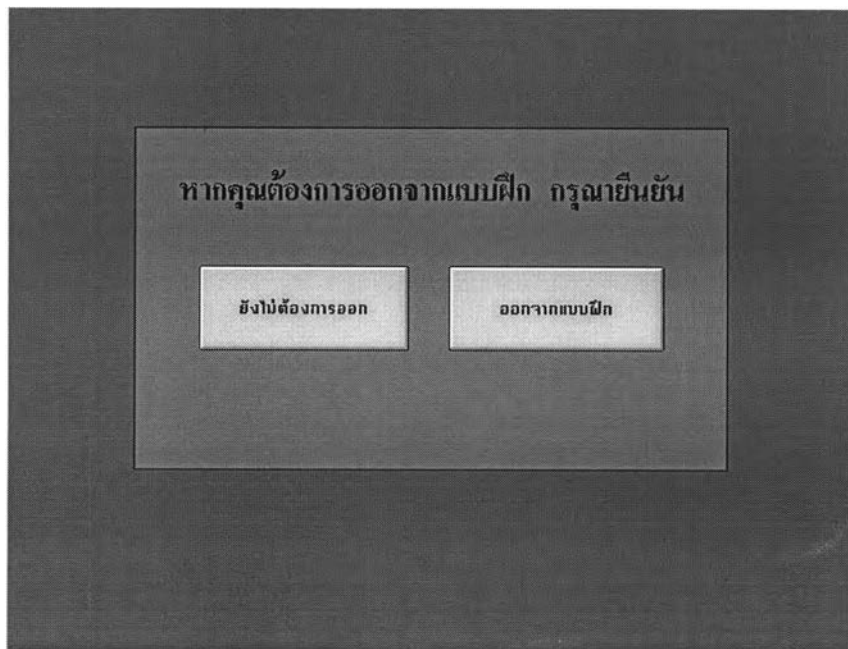 หากคุณต้องการออกจากแบบฝึก กรุณายืนยัน
ยังไม่ต้องการออก
ออกจากแบบฝึก